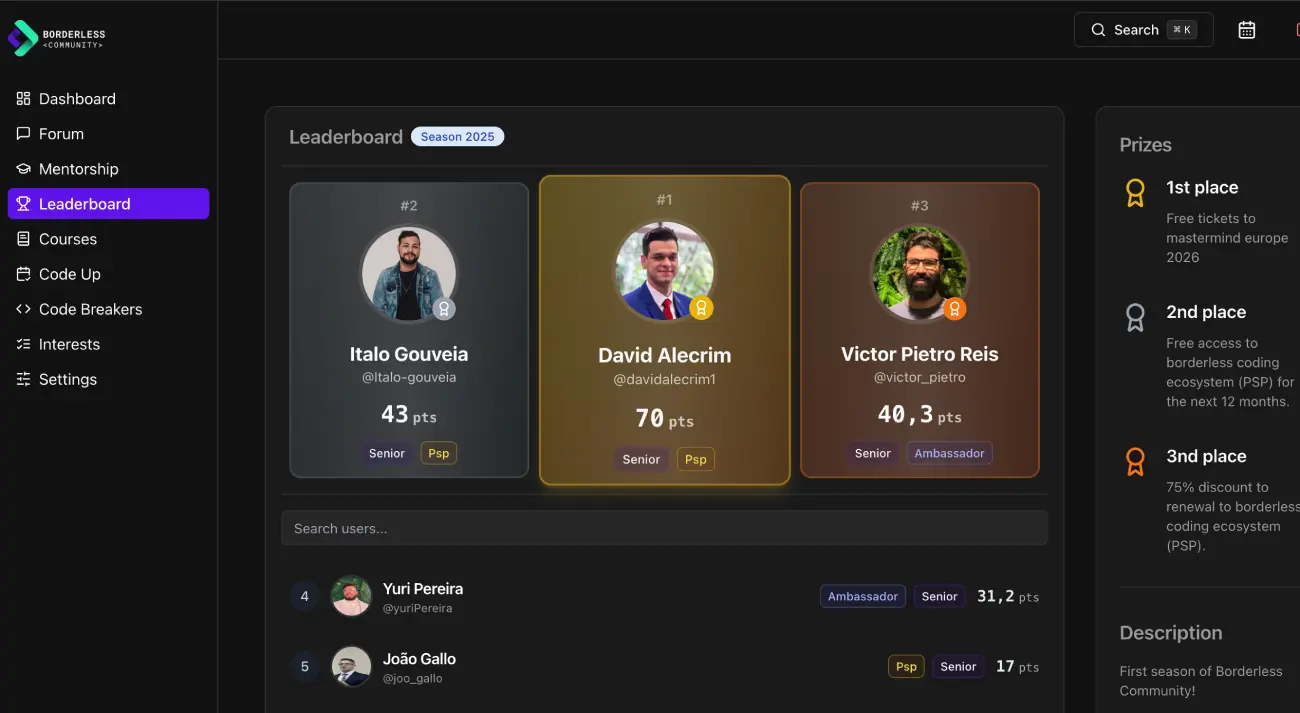 BORDERLESS
<COMMUNITY>
Search ⌘ K
Dashboard
Forum
Mentorship
Leaderboard
Courses
Code Up
Code Breakers
Interests
Settings
Leaderboard Season 2025
#2
Italo Gouveia
@Italo-gouveia
43 pts
Senior Psp
#1
David Alecrim
@davidalecrim1
70 pts
Senior Psp
#3
Victor Pietro Reis
@victor_pietro
40,3 pts
Senior Ambassador
Search users...
4 Yuri Pereira Ambassador Senior 31,2 pts
@yuriPereira
5 João Gallo Psp Senior 17 pts
@joo_gallo
Prizes
1st place
Free tickets to
mastermind europe
2026
2nd place
Free access to
borderless coding
ecosystem (PSP) for
the next 12 months.
3nd place
75% discount to
renewal to borderless
coding ecosystem
(PSP).
Description
First season of Borderless
Community!